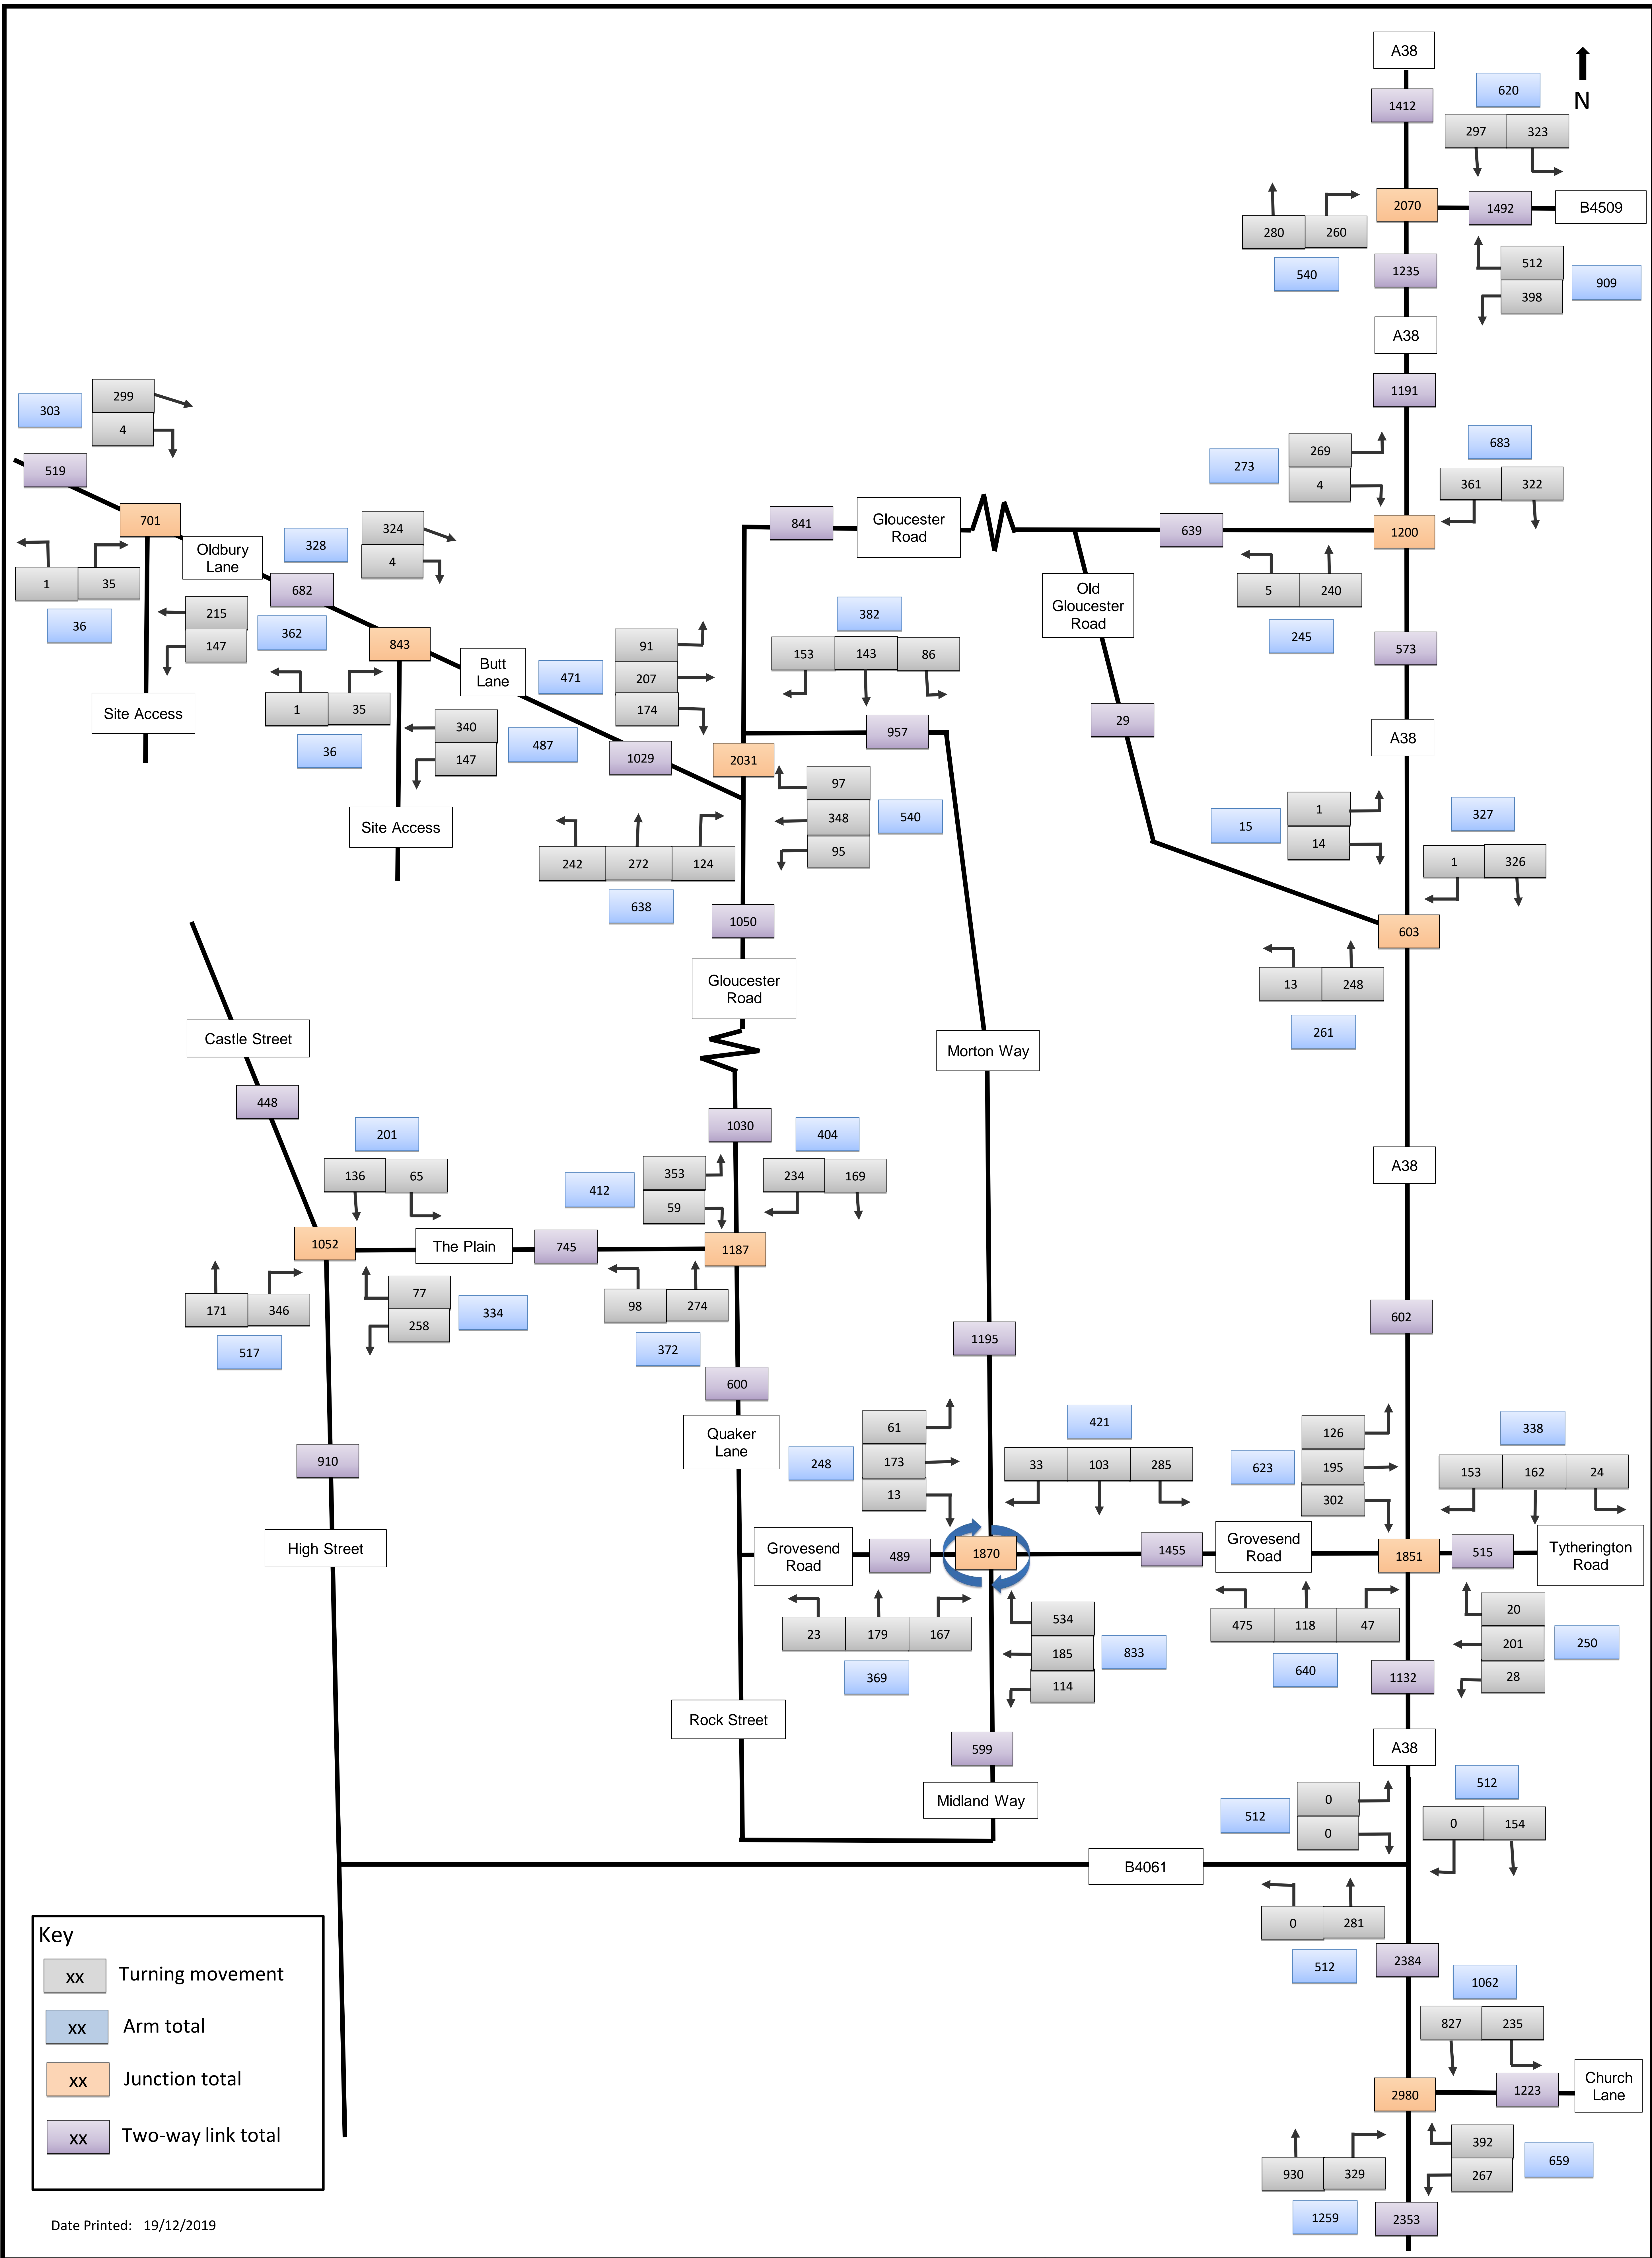 A38
N
1412
620
297 323
2070
1492
B4509
280 260
540
1235
512
398
909
A38
1191
303
299
4
519
701
Oldbury
Lane
328
324
4
682
1 35
36
215
147
362
843
Site Access
1 35
36
340
147
487
Butt
Lane
Site Access
841
Gloucester
Road
639
273
269
4
683
361 322
1200
5 240
245
Old
Gloucester
Road
573
29
A38
471
91
207
174
382
153 143 86
957
1029
2031
97
348
95
540
242 272 124
638
1050
Gloucester
Road
15
1
14
327
1 326
603
13 248
261
Castle Street
448
201
136 65
1052
The Plain
745
171 346
517
77
258
334
412
353
59
1030
404
234 169
1187
98 274
372
600
Quaker
Lane
Morton Way
1195
A38
602
910
High Street
248
61
173
13
421
33 103 285
Grovesend
Road
489
1870
1455
Grovesend
Road
23 179 167
369
534
185
114
833
623
126
195
302
338
153 162 24
1851
515
Tytherington
Road
475 118 47
640
20
201
28
250
1132
Rock Street
599
Midland Way
A38
512
0
0
512
0 154
B4061
0 281
512
2384
1062
827 235
2980
1223
Church
Lane
930 329
1259
392
267
659
2353
Key
xx Turning movement
xx Arm total
xx Junction total
xx Two-way link total
Date Printed: 19/12/2019